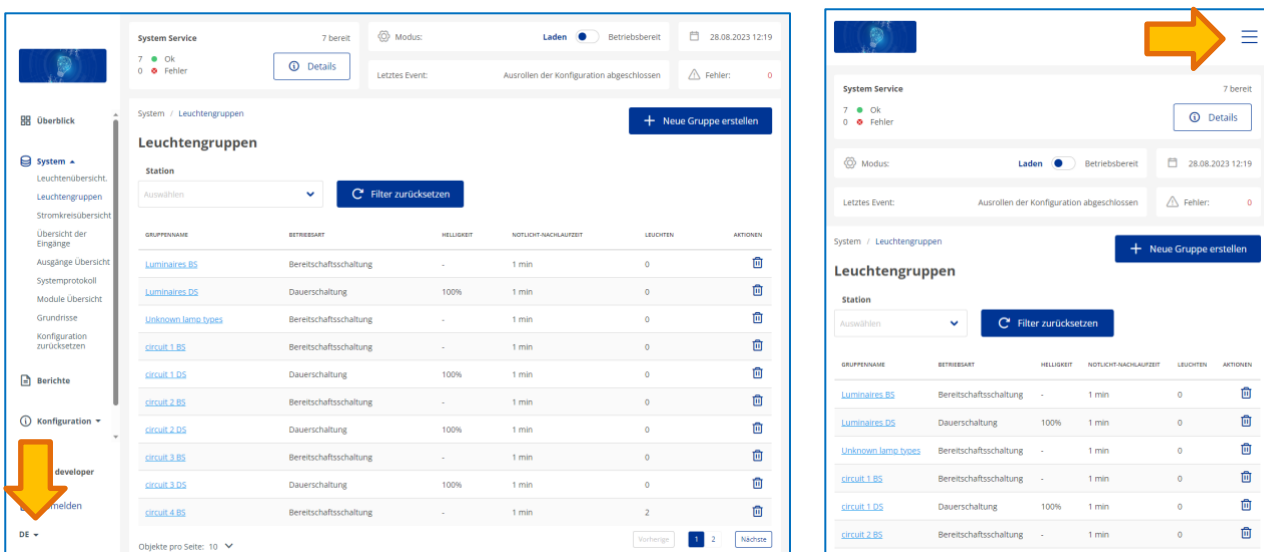 System Service 7 bereit
7 Ok
0 Fehler
Details
Modus: Laden Betriebsbereit
28.08.2023 12:19
Letztes Event: Ausrollen der Konfiguration abgeschlossen
Fehler: 0
Überblick
System
Leuchtenübersicht.
Leuchtengruppen
Stromkreisübersicht
Übersicht der
Eingänge
Ausgänge Übersicht
Systemprotokoll
Module Übersicht
Grundrisse
Konfiguration
zurücksetzen
Berichte
Konfiguration
developer
melden
DE
System / Leuchtengruppen
Neue Gruppe erstellen
Leuchtengruppen
Station
Auswählen
Filter zurücksetzen
GRUPPENNAME BETRIEBSART HELLIGKEIT NOTLICHT-NACHLAUFZEIT LEUCHTEN AKTIONEN
Luminaires BS Bereitschaftsschaltung - 1 min 0
Luminaires DS Dauerschaltung 100% 1 min 0
Unknown lamp types Bereitschaftsschaltung - 1 min 0
circuit 1 BS Bereitschaftsschaltung - 1 min 0
circuit 1 DS Dauerschaltung 100% 1 min 0
circuit 2 BS Bereitschaftsschaltung - 1 min 0
circuit 2 DS Dauerschaltung 100% 1 min 0
circuit 3 BS Bereitschaftsschaltung - 1 min 0
circuit 3 DS Dauerschaltung 100% 1 min 0
circuit 4 BS Bereitschaftsschaltung - 1 min 2
Objekte pro Seite: 10
Vorherige 1 2 Nächste
System Service 7 bereit
7 Ok
0 Fehler
Details
Modus: Laden Betriebsbereit
28.08.2023 12:19
Letztes Event: Ausrollen der Konfiguration abgeschlossen
Fehler: 0
System / Leuchtengruppen
Neue Gruppe erstellen
Leuchtengruppen
Station
Auswählen
Filter zurücksetzen
GRUPPENNAME BETRIEBSART HELLIGKEIT NOTLICHT-NACHLAUFZEIT LEUCHTEN AKTIONEN
Luminaires BS Bereitschaftsschaltung - 1 min 0
Luminaires DS Dauerschaltung 100% 1 min 0
Unknown lamp types Bereitschaftsschaltung - 1 min 0
circuit 1 BS Bereitschaftsschaltung - 1 min 0
circuit 1 DS Dauerschaltung 100% 1 min 0
circuit 2 BS Bereitschaftsschaltung - 1 min 0